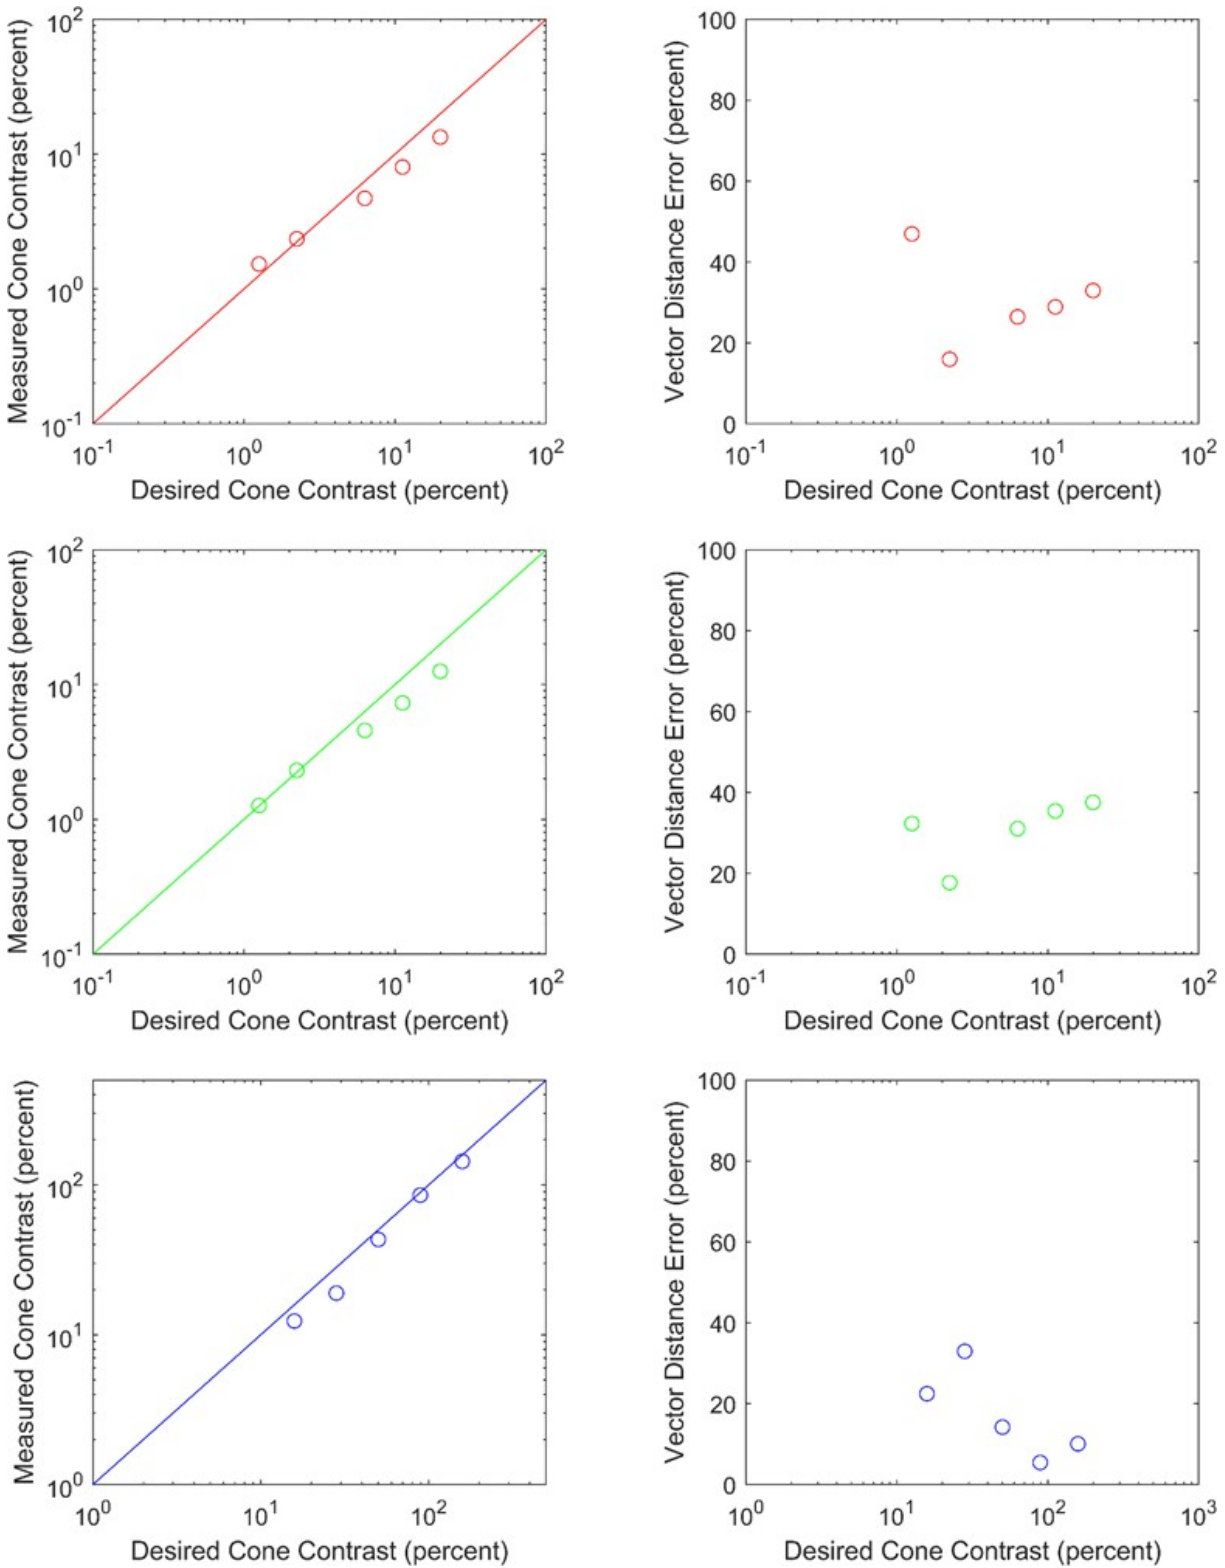 Measured Cone Contrast (percent)
10^2
10^1
10^0
10^-1
10^-1 10^0 10^1 10^2
Desired Cone Contrast (percent)
Vector Distance Error (percent)
100
80
60
40
20
0
10^-1 10^0 10^1 10^2
Desired Cone Contrast (percent)
Measured Cone Contrast (percent)
10^2
10^1
10^0
10^-1
10^-1 10^0 10^1 10^2
Desired Cone Contrast (percent)
Vector Distance Error (percent)
100
80
60
40
20
0
10^-1 10^0 10^1 10^2
Desired Cone Contrast (percent)
Measured Cone Contrast (percent)
10^2
10^1
10^0
10^0 10^1 10^2
Desired Cone Contrast (percent)
Vector Distance Error (percent)
100
80
60
40
20
0
10^0 10^1 10^2 10^3
Desired Cone Contrast (percent)